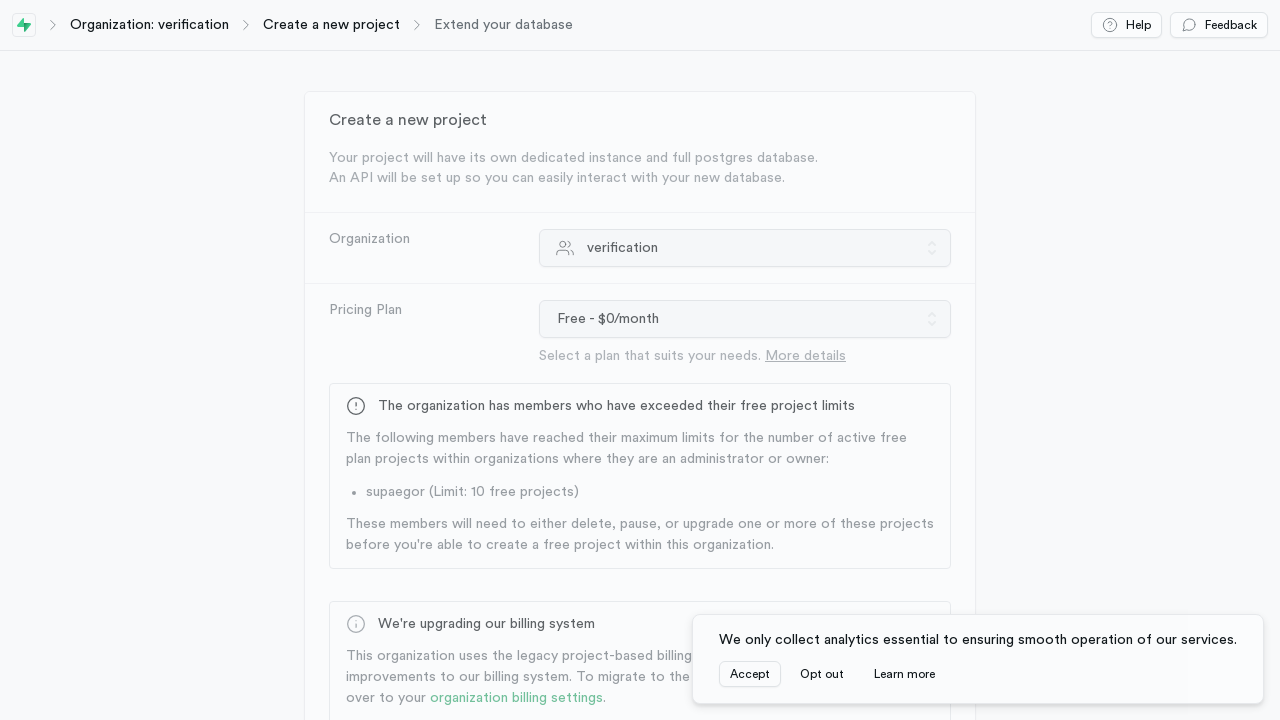 Organization: verification
Create a new project
Extend your database
Help
Feedback
Create a new project
Your project will have its own dedicated instance and full postgres database.
An API will be set up so you can easily interact with your new database.
Organization
verification
Pricing Plan
Free - $0/month
Select a plan that suits your needs. More details
The organization has members who have exceeded their free project limits
The following members have reached their maximum limits for the number of active free
plan projects within organizations where they are an administrator or owner:
• supaegor (Limit: 10 free projects)
These members will need to either delete, pause, or upgrade one or more of these projects
before you're able to create a free project within this organization.
We're upgrading our billing system
This organization uses the legacy project-based billing
improvements to our billing system. To migrate to the
over to your organization billing settings.
We only collect analytics essential to ensuring smooth operation of our services.
Accept
Opt out
Learn more